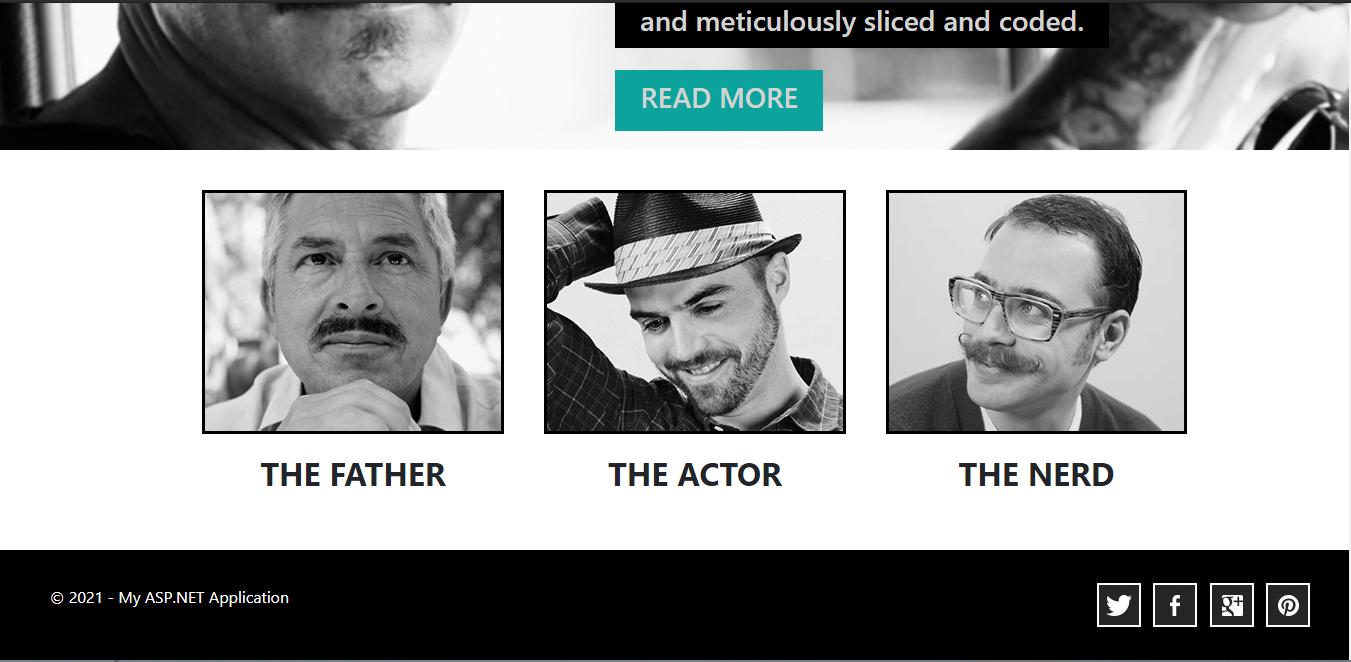 and meticulously sliced and coded.
READ MORE
THE FATHER
THE ACTOR
THE NERD
© 2021 - My ASP.NET Application